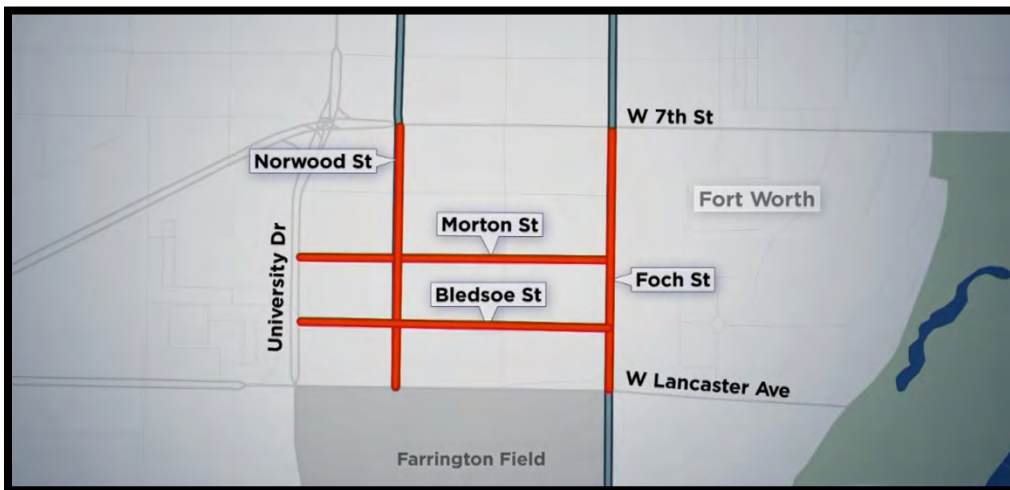 W 7th St
Norwood St
Fort Worth
Morton St
University Dr
Foch St
Bledsoe St
W Lancaster Ave
Farrington Field